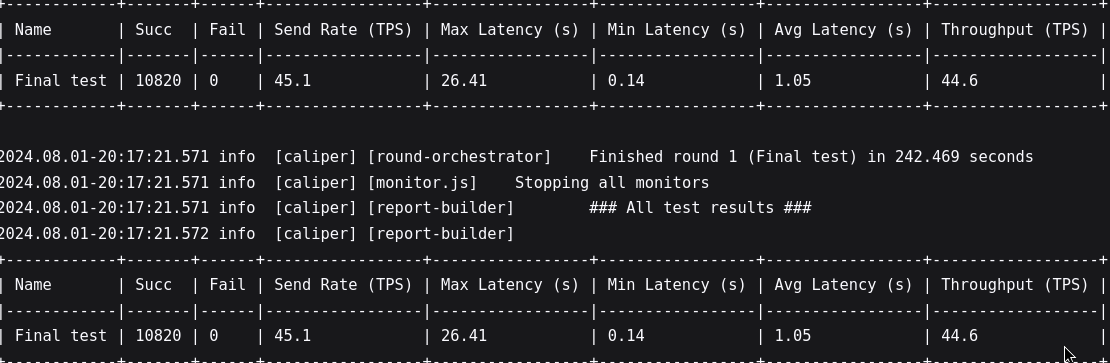 +------------+-------+------+-----------------+-----------------+-----------------+-----------------+------------------+
| Name       | Succ  | Fail | Send Rate (TPS) | Max Latency (s) | Min Latency (s) | Avg Latency (s) | Throughput (TPS) |
|------------|-------|------|-----------------|-----------------|-----------------|-----------------|------------------|
| Final test | 10820 | 0    | 45.1            | 26.41           | 0.14            | 1.05            | 44.6             |
+------------+-------+------+-----------------+-----------------+-----------------+-----------------+------------------+
2024.08.01-20:17:21.571 info  [caliper] [round-orchestrator]    Finished round 1 (Final test) in 242.469 seconds
2024.08.01-20:17:21.571 info  [caliper] [monitor.js]    Stopping all monitors
2024.08.01-20:17:21.571 info  [caliper] [report-builder]        ### All test results ###
2024.08.01-20:17:21.572 info  [caliper] [report-builder]
+------------+-------+------+-----------------+-----------------+-----------------+-----------------+------------------+
| Name       | Succ  | Fail | Send Rate (TPS) | Max Latency (s) | Min Latency (s) | Avg Latency (s) | Throughput (TPS) |
|------------|-------|------|-----------------|-----------------|-----------------|-----------------|------------------|
| Final test | 10820 | 0    | 45.1            | 26.41           | 0.14            | 1.05            | 44.6             |
+------------+-------+------+-----------------+-----------------+-----------------+-----------------+------------------+